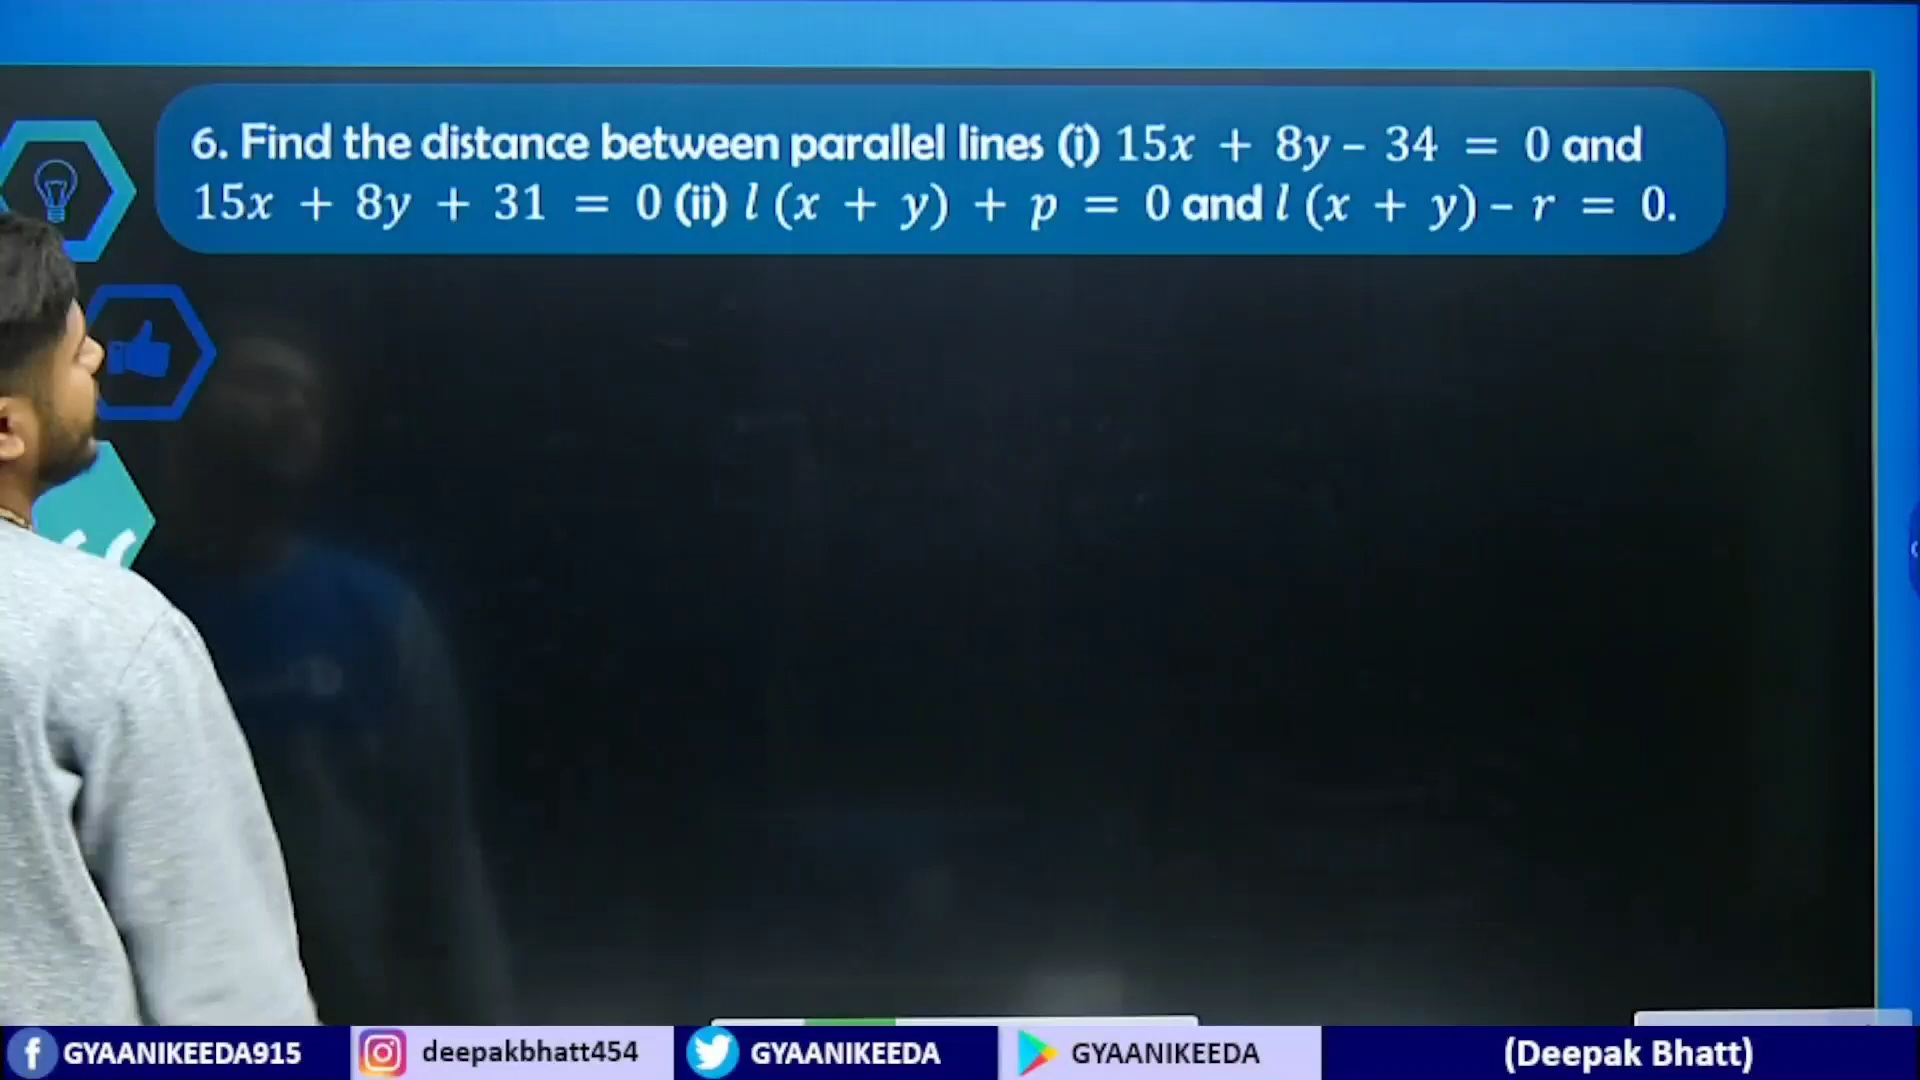 6. Find the distance between parallel lines (i) 15x + 8y – 34 = 0 and
15x + 8y + 31 = 0 (ii) l (x + y) + p = 0 and l (x + y) – r = 0.
GYAANIKEEDA915
deepakbhatt454
GYAANIKEEDA
GYAANIKEEDA
(Deepak Bhatt)